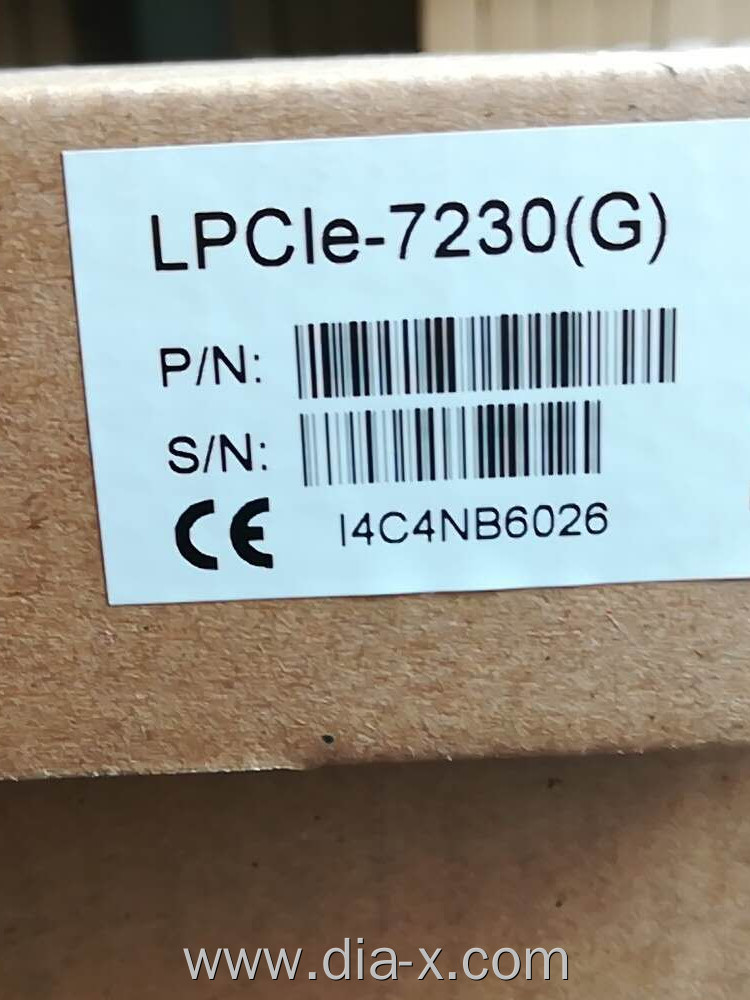 LPCIe-7230(G)
P/N:
S/N:
CE
I4C4NB6026
www.dia-x.com